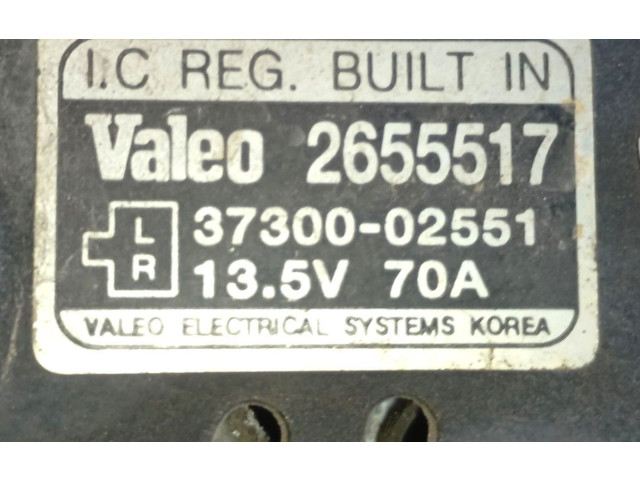 I.C REG. BUILT IN
Valeo 2655517
L 37300-02551
R 13.5V 70A
VALEO ELECTRICAL SYSTEMS KOREA